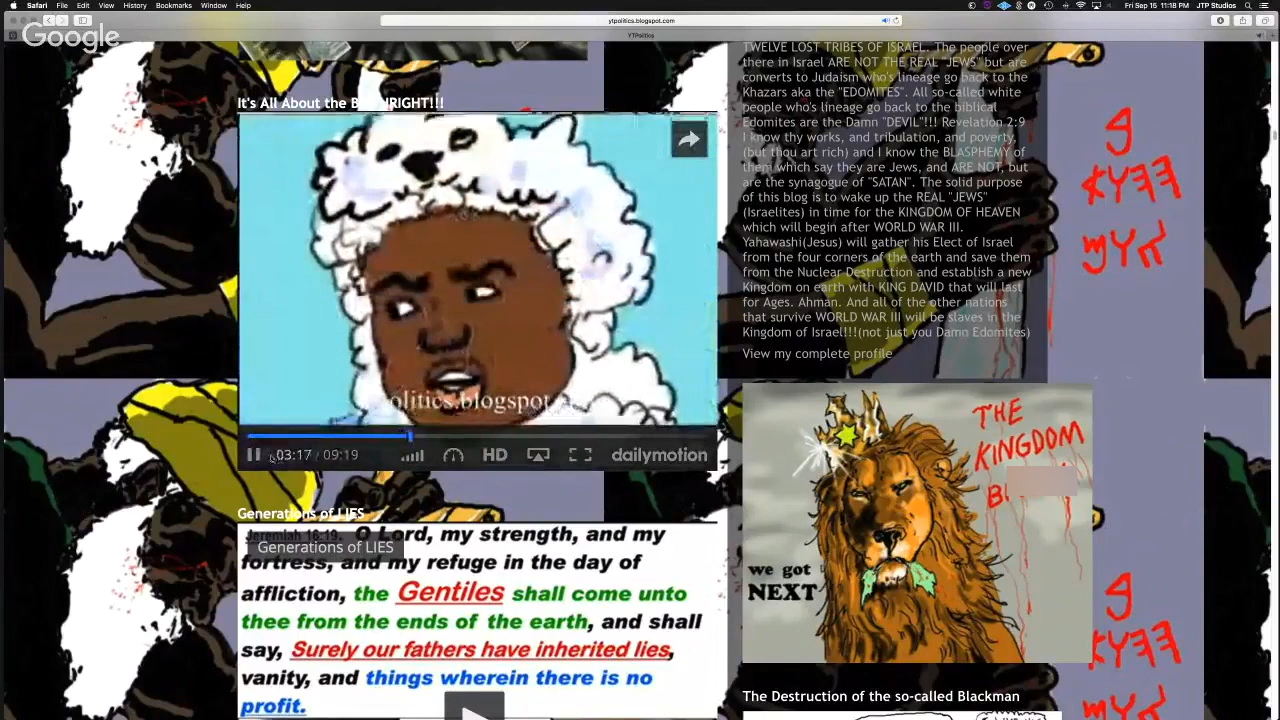 Safari File Edit View History Bookmarks Window Help
Fri Sep 15 11:18 PM JTP Studios
ytpolitics.blogspot.com
YTPolitics
Google
It's All About the
politics.blogspot
03:17 / 09:19
HD
dailymotion
Generations of LIES
Jeremiah 16:19. O Lord, my strength, and my
Generations of LIES
fortress, and my refuge in the day of
affliction, the Gentiles shall come unto
thee from the ends of the earth, and shall
say, Surely our fathers have inherited lies,
vanity, and things wherein there is no
profit.
TWELVE LOST TRIBES OF ISRAEL. The people over
there in Israel ARE NOT THE REAL "JEWS" but are
converts to Judaism who's lineage go back to the
Khazars aka the "EDOMITES". All so-called white
people who's lineage go back to the biblical
Edomites are the Damn "DEVIL"!!! Revelation 2:9
I know thy works, and tribulation, and poverty,
(but thou art rich) and I know the BLASPHEMY of
them which say they are Jews, and ARE NOT, but
are the synagogue of "SATAN". The solid purpose
of this blog is to wake up the REAL "JEWS"
(Israelites) in time for the KINGDOM OF HEAVEN
which will begin after WORLD WAR III.
Yahawashi(Jesus) will gather his Elect of Israel
from the four corners of the earth and save them
from the Nuclear Destruction and establish a new
Kingdom on earth with KING DAVID that will last
for Ages. Ahman. And all of the other nations
that survive WORLD WAR III will be slaves in the
Kingdom of Israel!!!(not just you Damn Edomites)
View my complete profile
THE
KINGDOM
we got
NEXT
The Destruction of the so-called Blackman